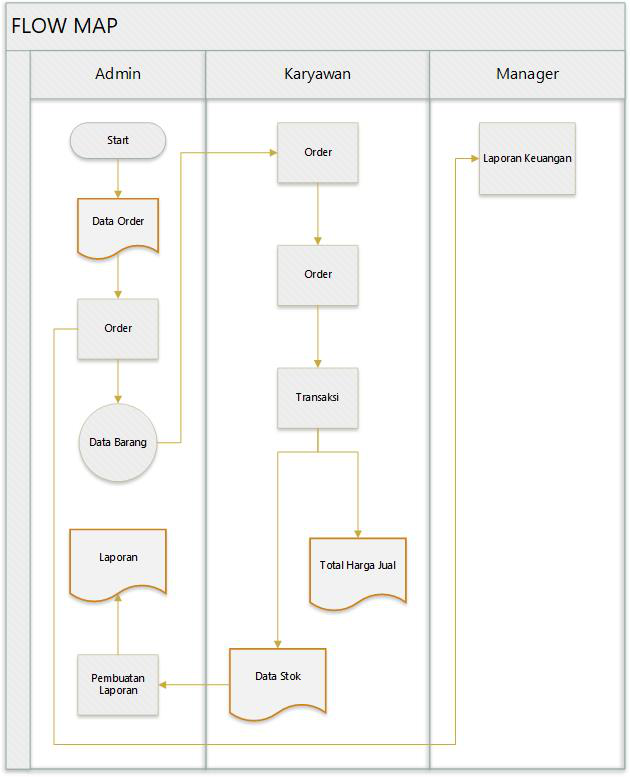 FLOW MAP
Admin
Karyawan
Manager
Start
Data Order
Order
Data Barang
Laporan
Pembuatan
Laporan
Order
Order
Transaksi
Total Harga Jual
Data Stok
Laporan Keuangan